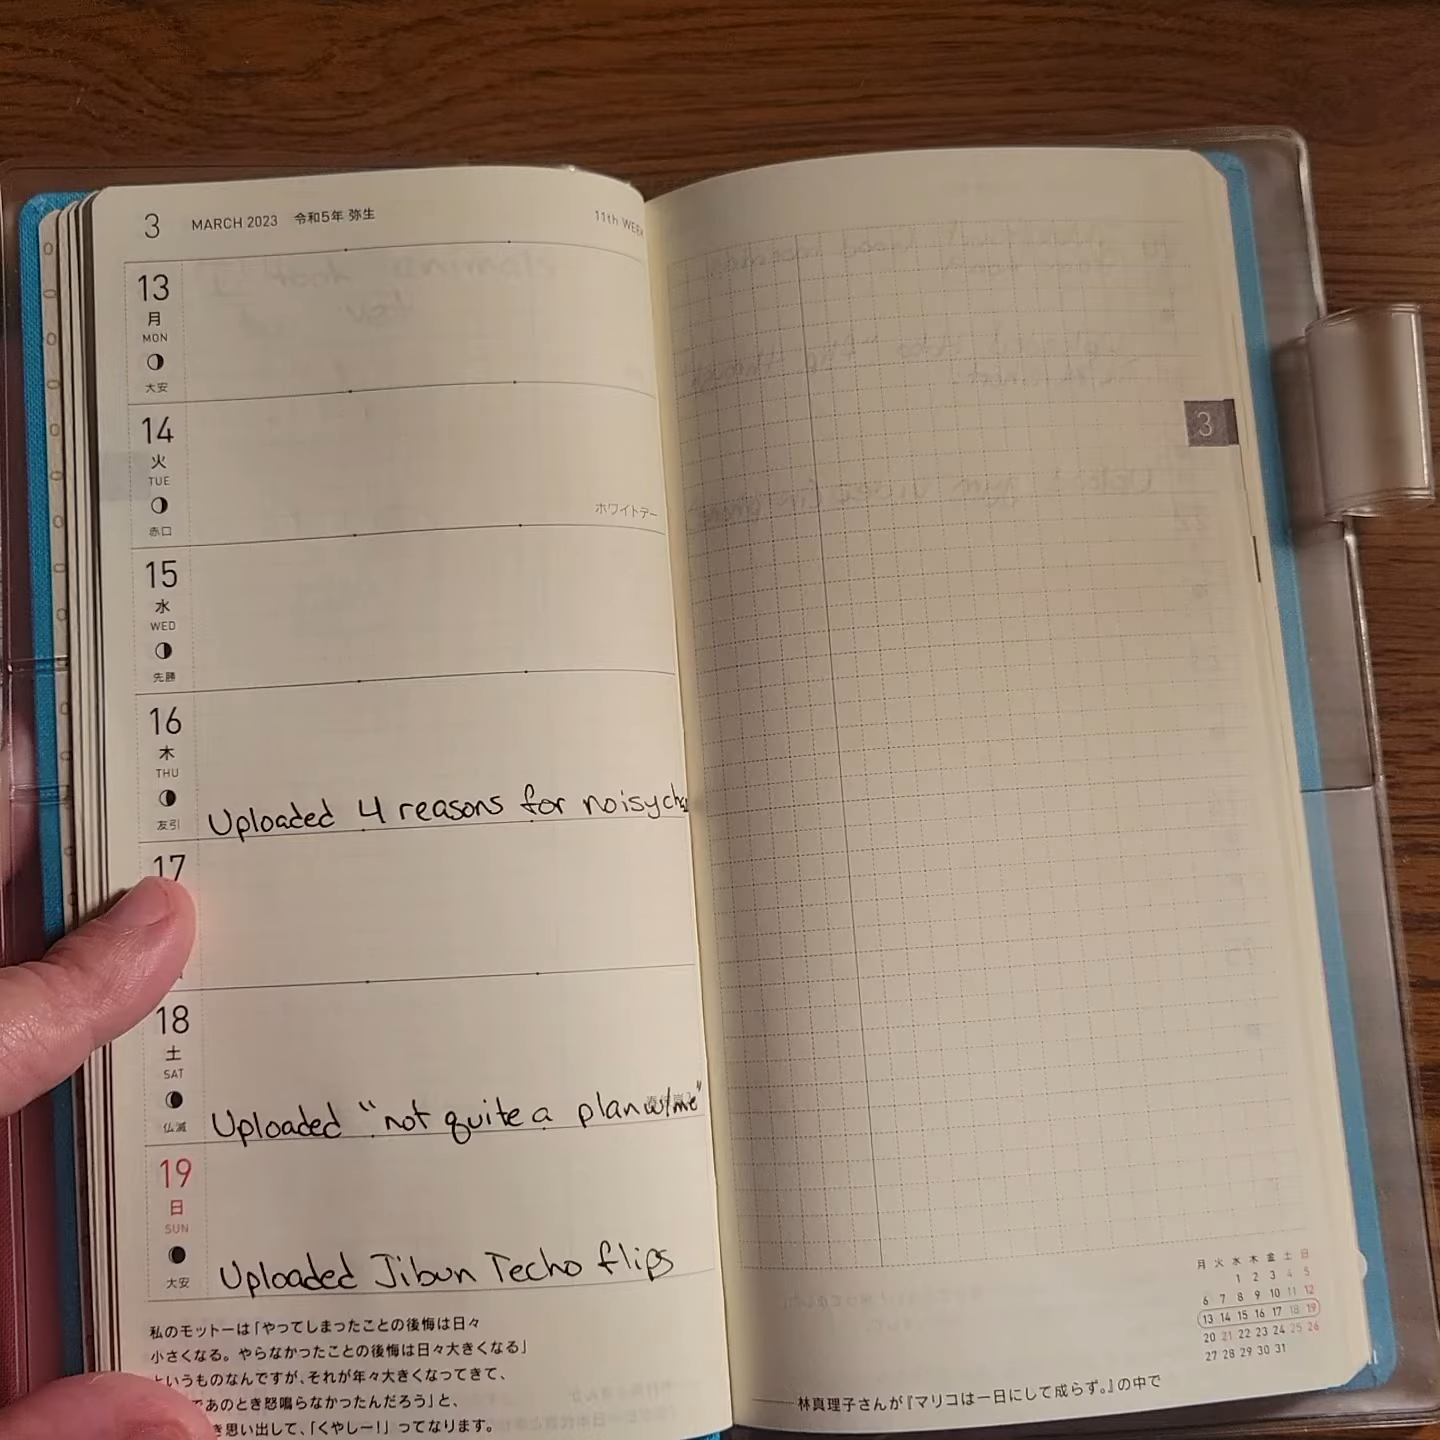 3 MARCH 2023 令和5年 弥生 11th WEEK
13
月
MON
大安
14
火
TUE
赤口
ホワイトデー
15
水
WED
先勝
16
木
THU
友引
Uploaded 4 reasons for
17
18
土
SAT
仏滅
Uploaded "not quite a plan w/me"
19
日
SUN
大安
Uploaded Jibun Techo flips
私のモットーは「やってしまったことの後悔は日々
小さくなる。やらなかったことの後悔は日々大きくなる」
というものなんですが、それが年々大きくなってきて、
であのとき怒鳴らなかったんだろう」と、
き思い出して、「くやしー!」ってなります。
3
月 火 水 木 金 土 日
1 2 3 4 5
6 7 8 9 10 11 12
13 14 15 16 17 18 19
20 21 22 23 24 25 26
27 28 29 30 31
林真理子さんが『マリコは一日にして成らず。』の中で